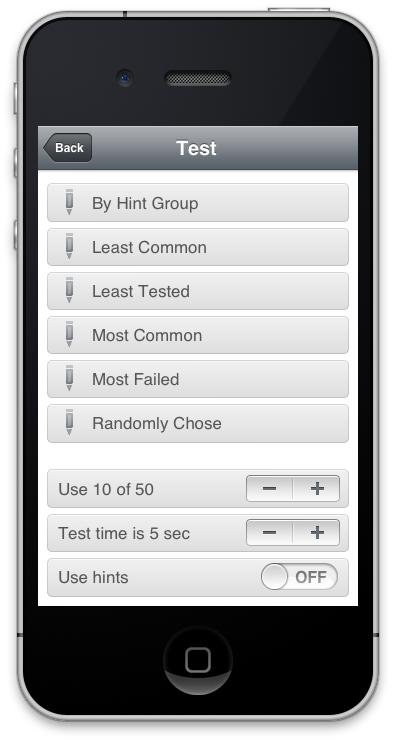 Back
Test
By Hint Group
Least Common
Least Tested
Most Common
Most Failed
Randomly Chose
Use 10 of 50
Test time is 5 sec
Use hints
OFF